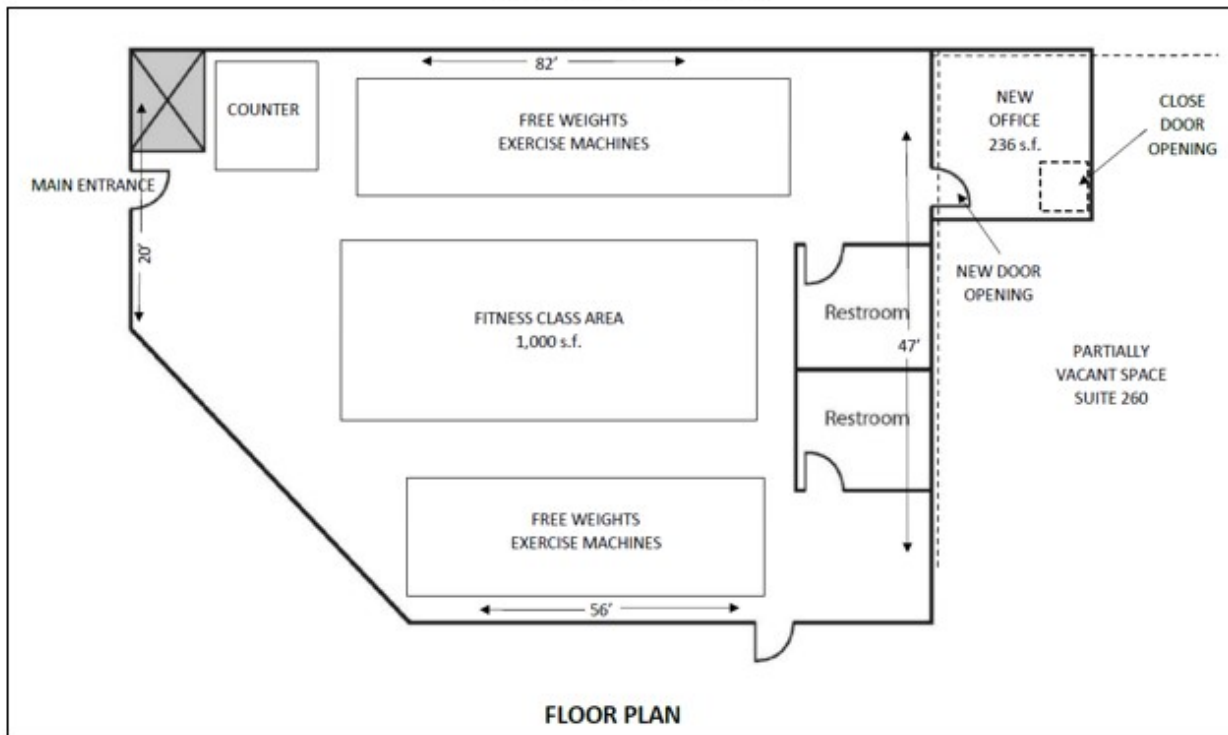 82’
COUNTER
FREE WEIGHTS
EXERCISE MACHINES
NEW
OFFICE
236 s.f.
CLOSE
DOOR
OPENING
MAIN ENTRANCE
20’
NEW DOOR
OPENING
FITNESS CLASS AREA
1,000 s.f.
Restroom
47’
PARTIALLY
VACANT SPACE
SUITE 260
Restroom
FREE WEIGHTS
EXERCISE MACHINES
56’
FLOOR PLAN